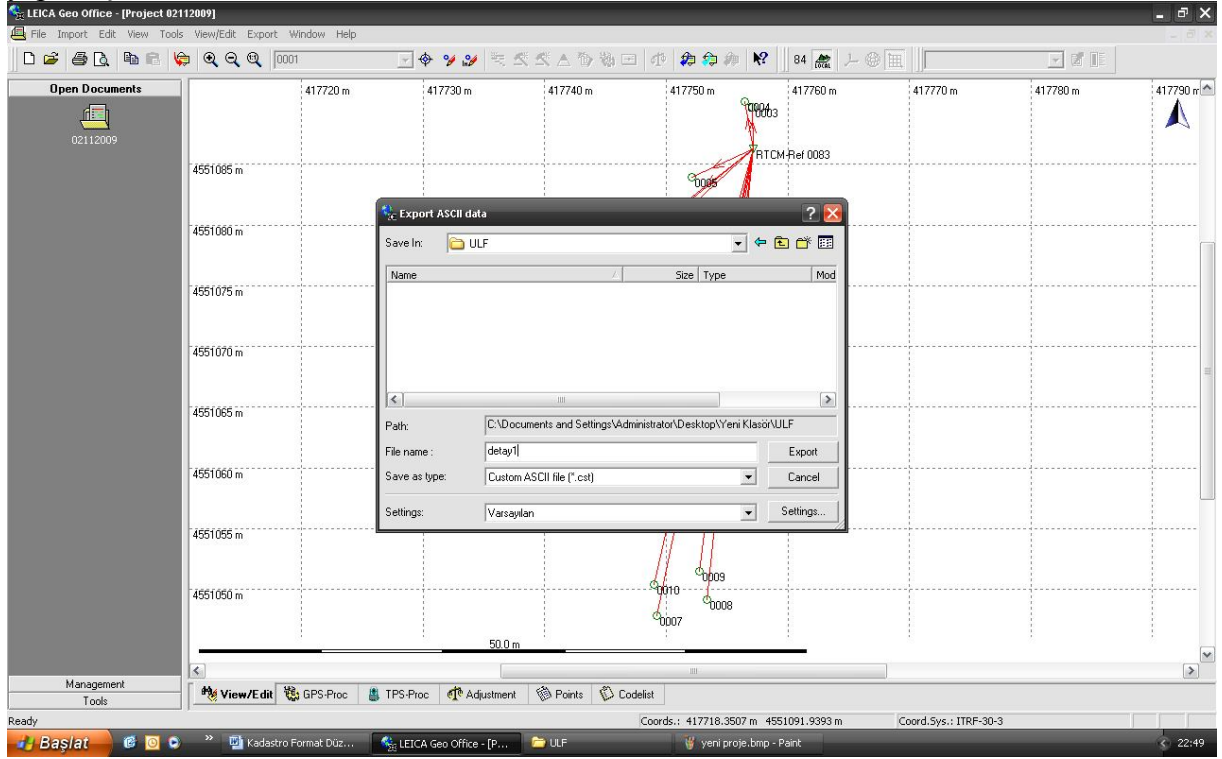 LEICA Geo Office - [Project 02112009]
File Import Edit View Tools View/Edit Export Window Help
0001 84 LOCAL
Open Documents
02112009
417720 m 417730 m 417740 m 417750 m 417760 m 417770 m 417780 m 417790 m
0004
0003
RTCM-Ref 0083
4551085 m
4551080 m
Export ASCII data
Save In: ULF
Name Size Type Mod
4551075 m
4551070 m
4551065 m
Path: C:\Documents and Settings\Administrator\Desktop\Yeni Klasör\ULF
File name : detay1 Export
4551060 m
Save as type: Custom ASCII file (*.cst) Cancel
Settings: Varsayılan Settings...
4551055 m
0009
0010
4551050 m
0008
0007
50.0 m
Management
Tools
View/Edit GPS-Proc TPS-Proc Adjustment Points Codelist
Ready Coords.: 417718.3507 m 4551091.9393 m Coord.Sys.: ITRF-30-3
Başlat Kadastro Format Düz... LEICA Geo Office - [P... ULF yeni proje.bmp - Paint 22:49